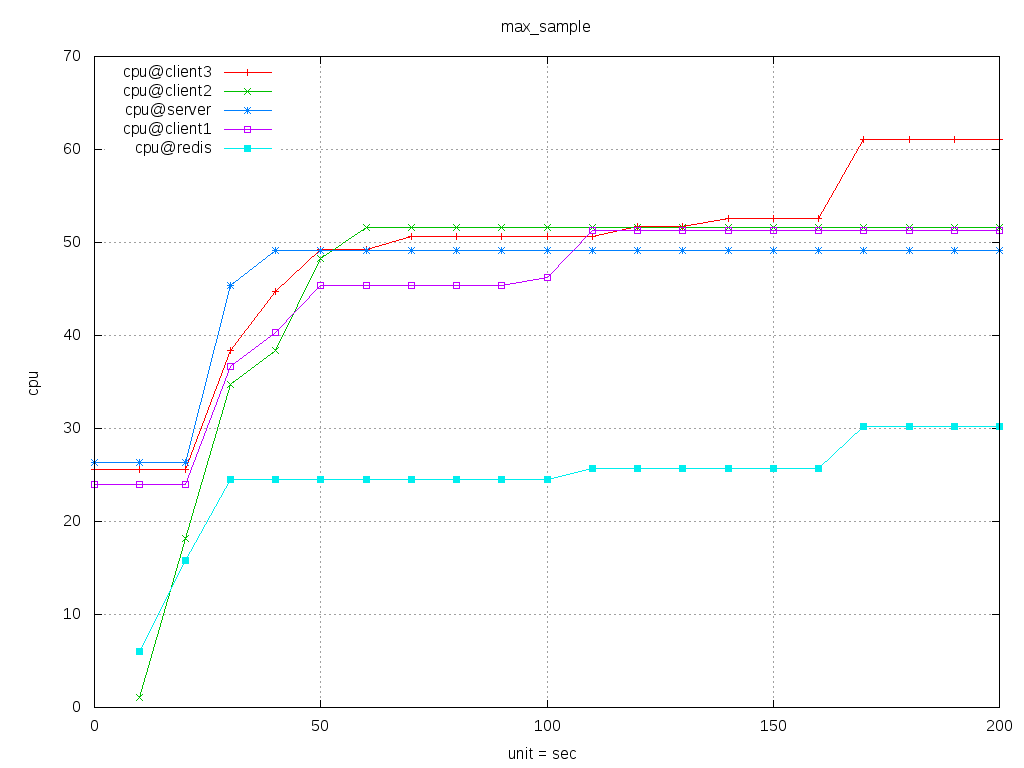 max_sample
70
60
50
40
30
20
10
0
cpu@client3
cpu@client2
cpu@server
cpu@client1
cpu@redis
cpu
0 50 100 150 200
unit = sec